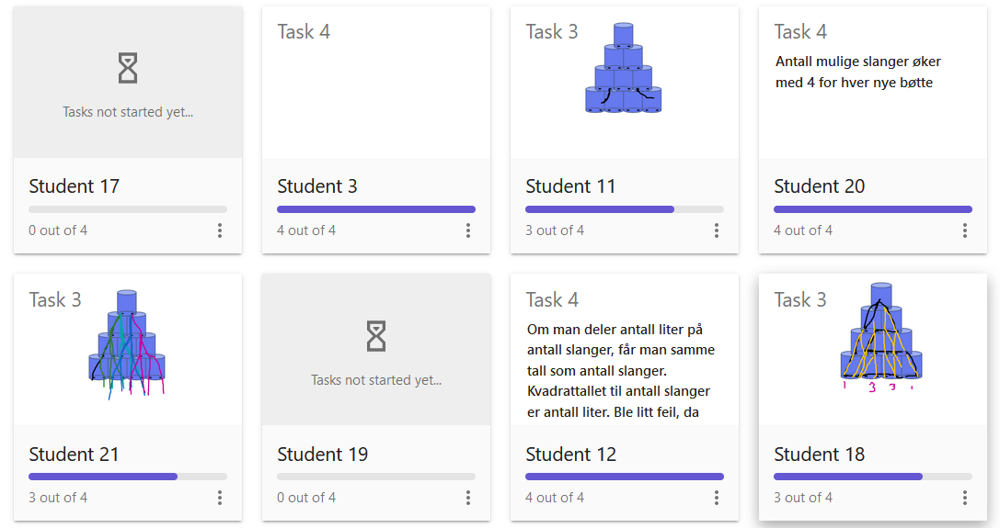 Tasks not started yet...
Student 17
0 out of 4
Task 4
Student 3
4 out of 4
Task 3
Student 11
3 out of 4
Task 4
Antall mulige slanger øker
med 4 for hver nye bøtte
Student 20
4 out of 4
Task 3
Student 21
3 out of 4
Tasks not started yet...
Student 19
0 out of 4
Task 4
Om man deler antall liter på
antall slanger, får man samme
tall som antall slanger.
Kvadrattallet til antall slanger
er antall liter. Ble litt feil, da
Student 12
4 out of 4
Task 3
1 3 3 1
Student 18
3 out of 4